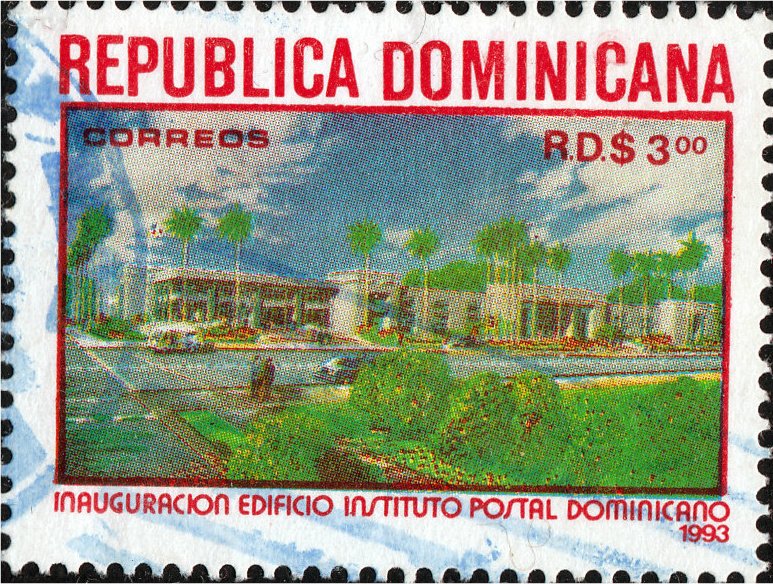 REPUBLICA DOMINICANA
CORREOS
R.D.$ 3.00
INAUGURACION EDIFICIO INSTITUTO POSTAL DOMINICANO
1993